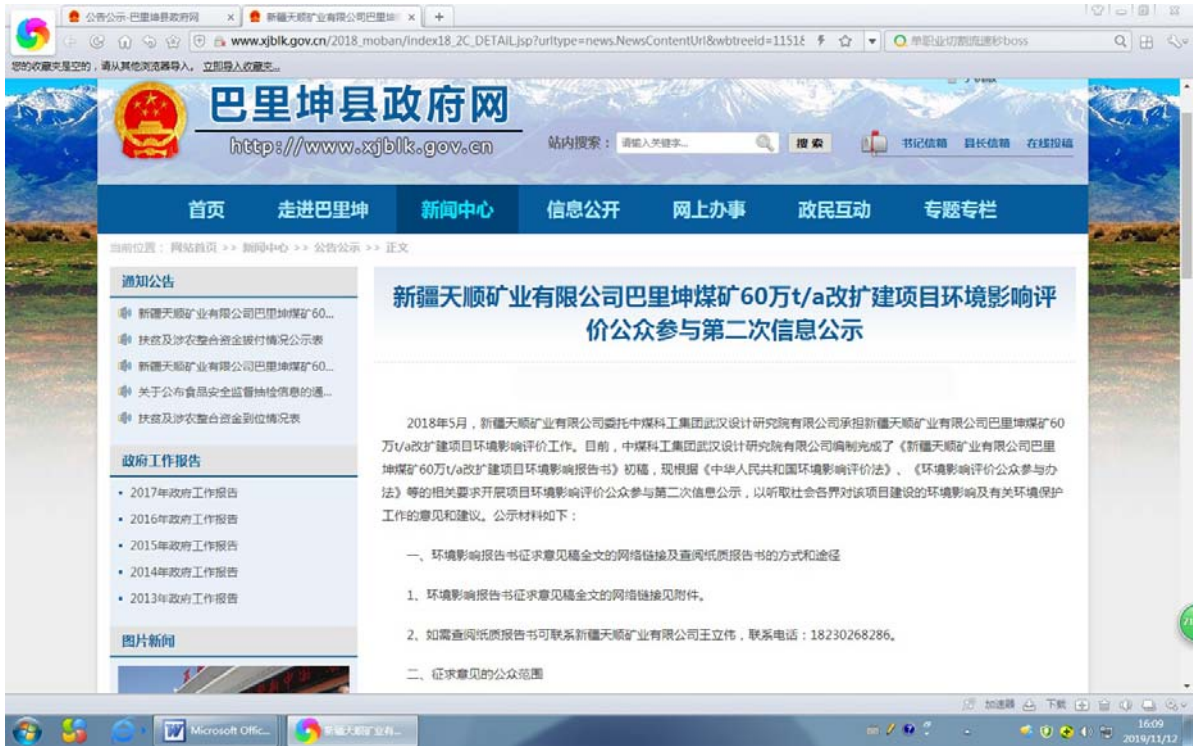 公告公示-巴里坤县政府网
新疆天顺矿业有限公司巴里坤
www.xjblk.gov.cn/2018_moban/index18_2C_DETAIL.jsp?urltype=news.NewsContentUrl&wbtreeid=11518
单职业切割流速秒boss
您的收藏夹是空的，请从其他浏览器导入。 立即导入收藏夹...
巴里坤县政府网
https://www.xjblk.gov.cn
站内搜索： 请输入关键字... 搜索 书记信箱 县长信箱 在线投稿
首页 走进巴里坤 新闻中心 信息公开 网上办事 政民互动 专题专栏
当前位置： 网站首页 >> 新闻中心 >> 公告公示 >> 正文
通知公告
新疆天顺矿业有限公司巴里坤煤矿60...
扶贫及涉农整合资金拨付情况公示表
新疆天顺矿业有限公司巴里坤煤矿60...
关于公布食品安全监督抽检信息的通...
扶贫及涉农整合资金到位情况表
政府工作报告
2017年政府工作报告
2016年政府工作报告
2015年政府工作报告
2014年政府工作报告
2013年政府工作报告
图片新闻
新疆天顺矿业有限公司巴里坤煤矿60万t/a改扩建项目环境影响评
价公众参与第二次信息公示
2018年5月，新疆天顺矿业有限公司委托中煤科工集团武汉设计研究院有限公司承担新疆天顺矿业有限公司巴里坤煤矿60
万t/a改扩建项目环境影响评价工作。目前，中煤科工集团武汉设计研究院有限公司编制完成了《新疆天顺矿业有限公司巴里
坤煤矿60万t/a改扩建项目环境影响报告书》初稿，现根据《中华人民共和国环境影响评价法》、《环境影响评价公众参与办
法》等的相关要求开展项目环境影响评价公众参与第二次信息公示，以听取社会各界对该项目建设的环境影响及有关环境保护
工作的意见和建议。公示材料如下：
一、环境影响报告书征求意见稿全文的网络链接及查阅纸质报告书的方式和途径
1、环境影响报告书征求意见稿全文的网络链接见附件。
2、如需查阅纸质报告书可联系新疆天顺矿业有限公司王立伟，联系电话：18230268286。
二、征求意见的公众范围
71
加速器 下载
Microsoft Offic... 新疆天顺矿业有...
16:09
2019/11/12